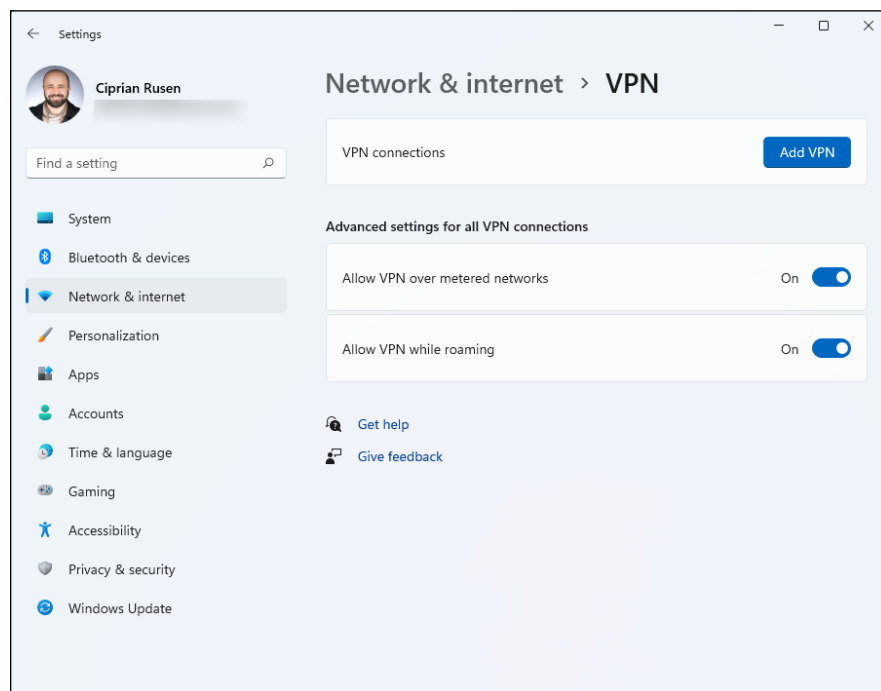 Settings
Ciprian Rusen
Find a setting
System
Bluetooth & devices
Network & internet
Personalization
Apps
Accounts
Time & language
Gaming
Accessibility
Privacy & security
Windows Update
Network & internet > VPN
VPN connections
Add VPN
Advanced settings for all VPN connections
Allow VPN over metered networks
On
Allow VPN while roaming
On
Get help
Give feedback